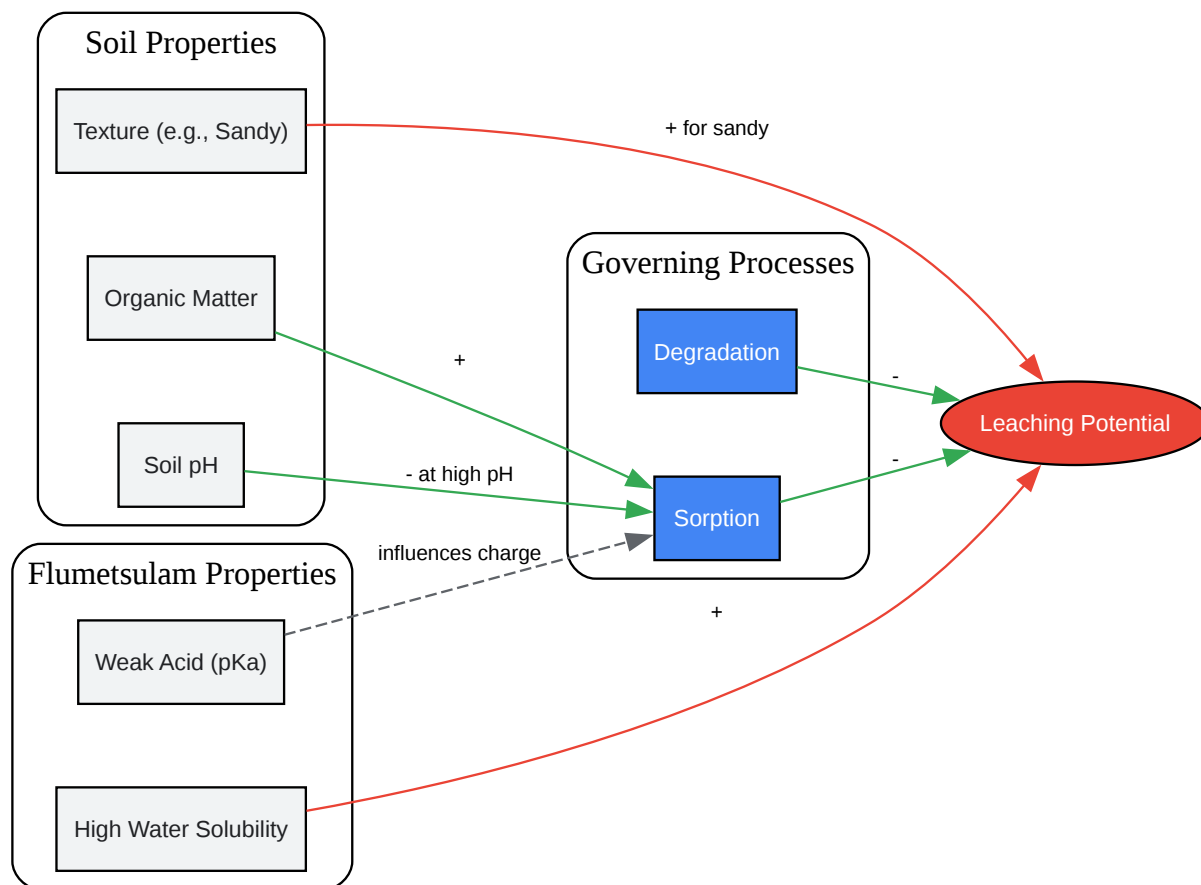 Soil Properties
Texture (e.g., Sandy)
+ for sandy
Organic Matter
+
Soil pH
- at high pH
Governing Processes
Degradation
-
Sorption
-
Leaching Potential
Flumetsulam Properties
Weak Acid (pKa)
influences charge
High Water Solubility
+